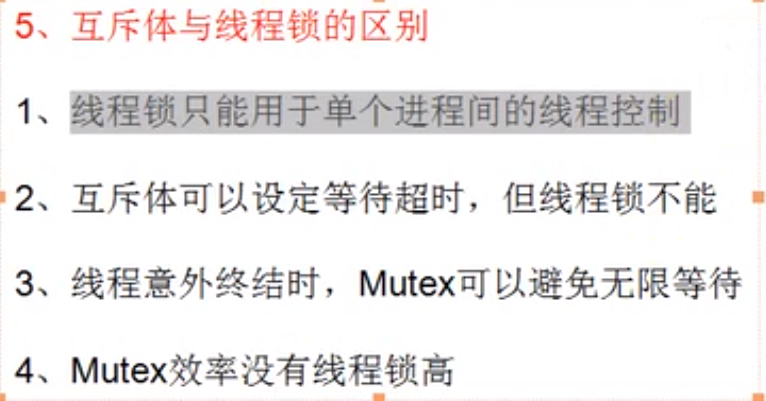 5、互斥体与线程锁的区别
1、线程锁只能用于单个进程间的线程控制
2、互斥体可以设定等待超时，但线程锁不能
3、线程意外终结时，Mutex可以避免无限等待
4、Mutex效率没有线程锁高